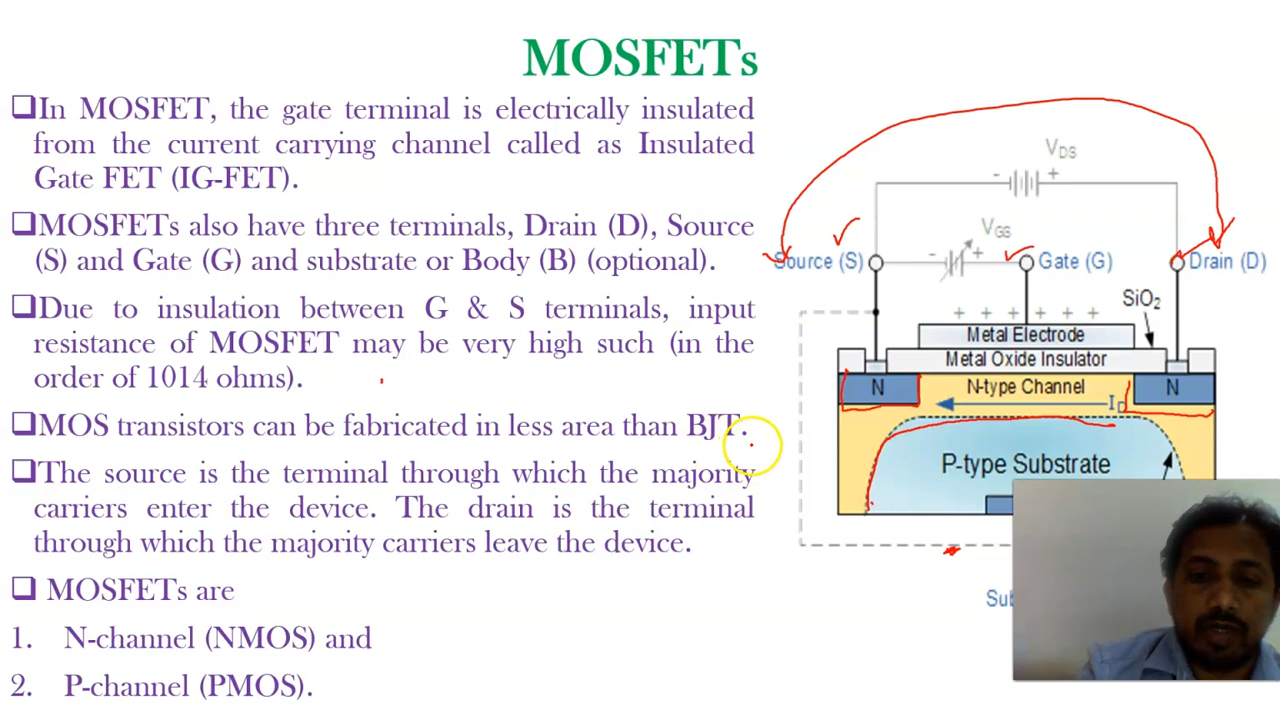 MOSFETs
❑In MOSFET, the gate terminal is electrically insulated
from the current carrying channel called as Insulated
Gate FET (IG-FET).
❑MOSFETs also have three terminals, Drain (D), Source
(S) and Gate (G) and substrate or Body (B) (optional).
❑Due to insulation between G & S terminals, input
resistance of MOSFET may be very high such (in the
order of 1014 ohms).
❑MOS transistors can be fabricated in less area than BJT.
❑The source is the terminal through which the majority
carriers enter the device. The drain is the terminal
through which the majority carriers leave the device.
❑ MOSFETs are
1. N-channel (NMOS) and
2. P-channel (PMOS).
VDS
- +
VGS
- +
Source (S)
Gate (G)
Drain (D)
SiO2
+ + + + + +
Metal Electrode
Metal Oxide Insulator
N
N-type Channel
N
ID
P-type Substrate